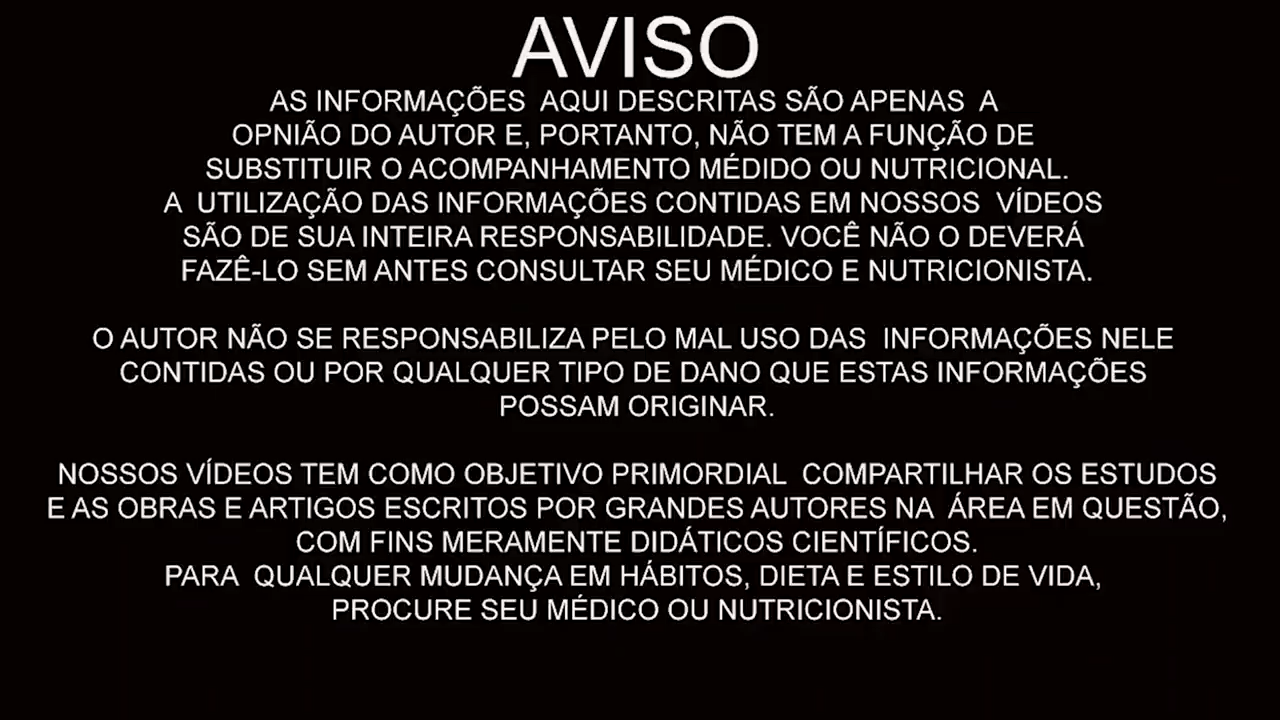 AVISO
AS INFORMAÇÕES AQUI DESCRITAS SÃO APENAS A
OPNIÃO DO AUTOR E, PORTANTO, NÃO TEM A FUNÇÃO DE
SUBSTITUIR O ACOMPANHAMENTO MÉDIDO OU NUTRICIONAL.
A UTILIZAÇÃO DAS INFORMAÇÕES CONTIDAS EM NOSSOS VÍDEOS
SÃO DE SUA INTEIRA RESPONSABILIDADE. VOCÊ NÃO O DEVERÁ
FAZÊ-LO SEM ANTES CONSULTAR SEU MÉDICO E NUTRICIONISTA.
O AUTOR NÃO SE RESPONSABILIZA PELO MAL USO DAS INFORMAÇÕES NELE
CONTIDAS OU POR QUALQUER TIPO DE DANO QUE ESTAS INFORMAÇÕES
POSSAM ORIGINAR.
NOSSOS VÍDEOS TEM COMO OBJETIVO PRIMORDIAL COMPARTILHAR OS ESTUDOS
E AS OBRAS E ARTIGOS ESCRITOS POR GRANDES AUTORES NA ÁREA EM QUESTÃO,
COM FINS MERAMENTE DIDÁTICOS CIENTÍFICOS.
PARA QUALQUER MUDANÇA EM HÁBITOS, DIETA E ESTILO DE VIDA,
PROCURE SEU MÉDICO OU NUTRICIONISTA.